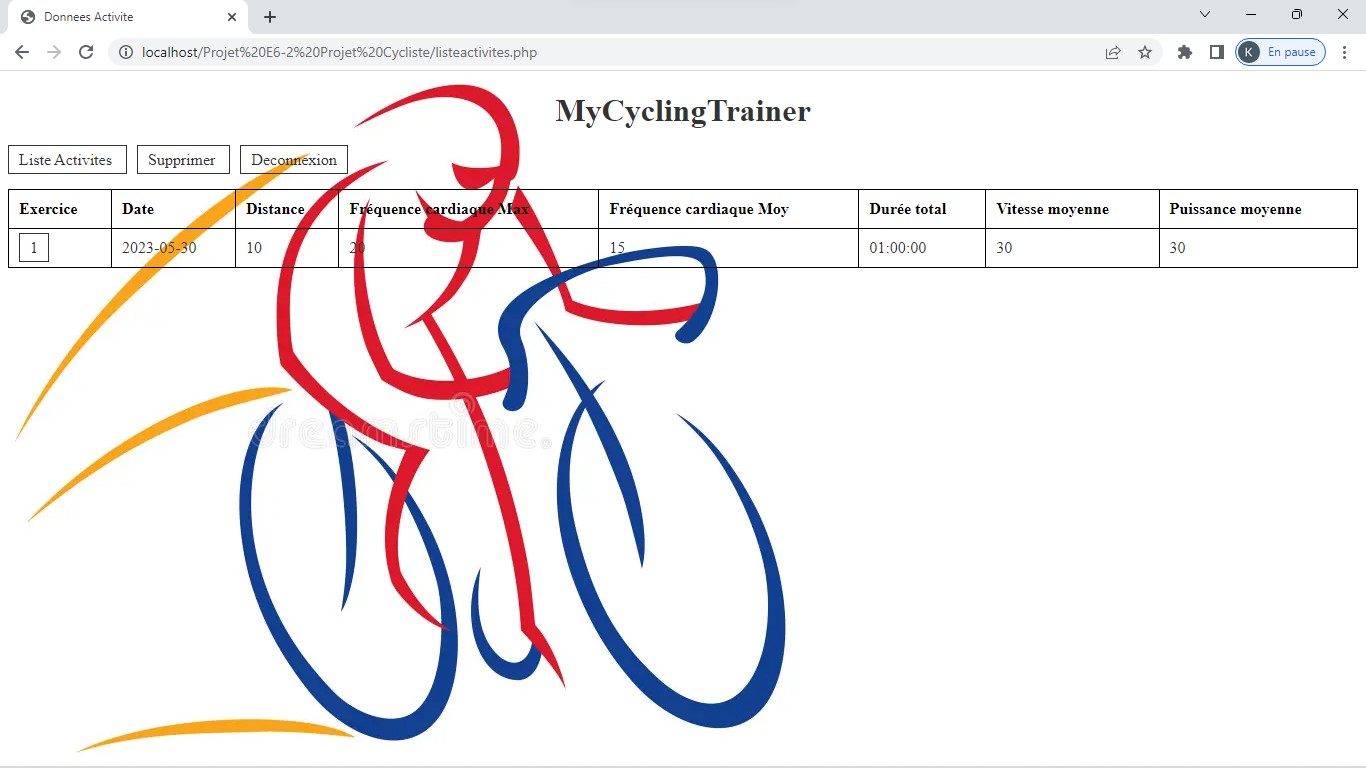 Donnees Activite
localhost/Projet%20E6-2%20Projet%20Cycliste/listeactivites.php
K En pause
MyCyclingTrainer
Liste Activites Supprimer Deconnexion
Exercice Date Distance Fréquence cardiaque Max Fréquence cardiaque Moy Durée total Vitesse moyenne Puissance moyenne
1 2023-05-30 10 20 15 01:00:00 30 30
dreamstime.